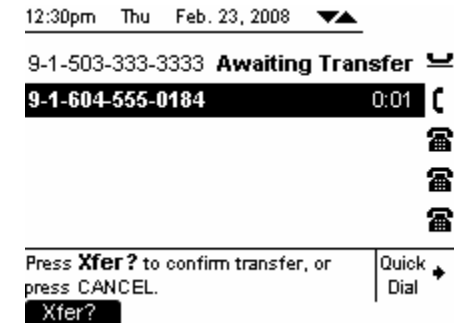 12:30pm Thu Feb. 23, 2008
9-1-503-333-3333 Awaiting Transfer
9-1-604-555-0184 0:01
Press Xfer? to confirm transfer, or
press CANCEL.
Quick
Dial
Xfer?